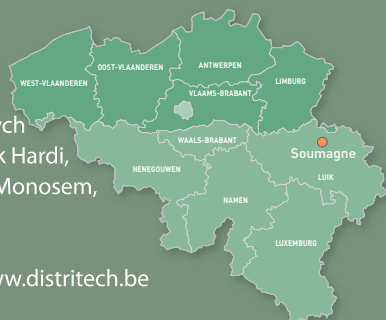 ANTWERPEN
OOST-VLAANDEREN
WEST-VLAANDEREN
LIMBURG
VLAAMS-BRABANT
ych
WAALS-BRABANT
k Hardi,
Soumagne
HENEGOUWEN
LUIK
Monosem,
NAMEN
LUXEMBURG
w.distritech.be